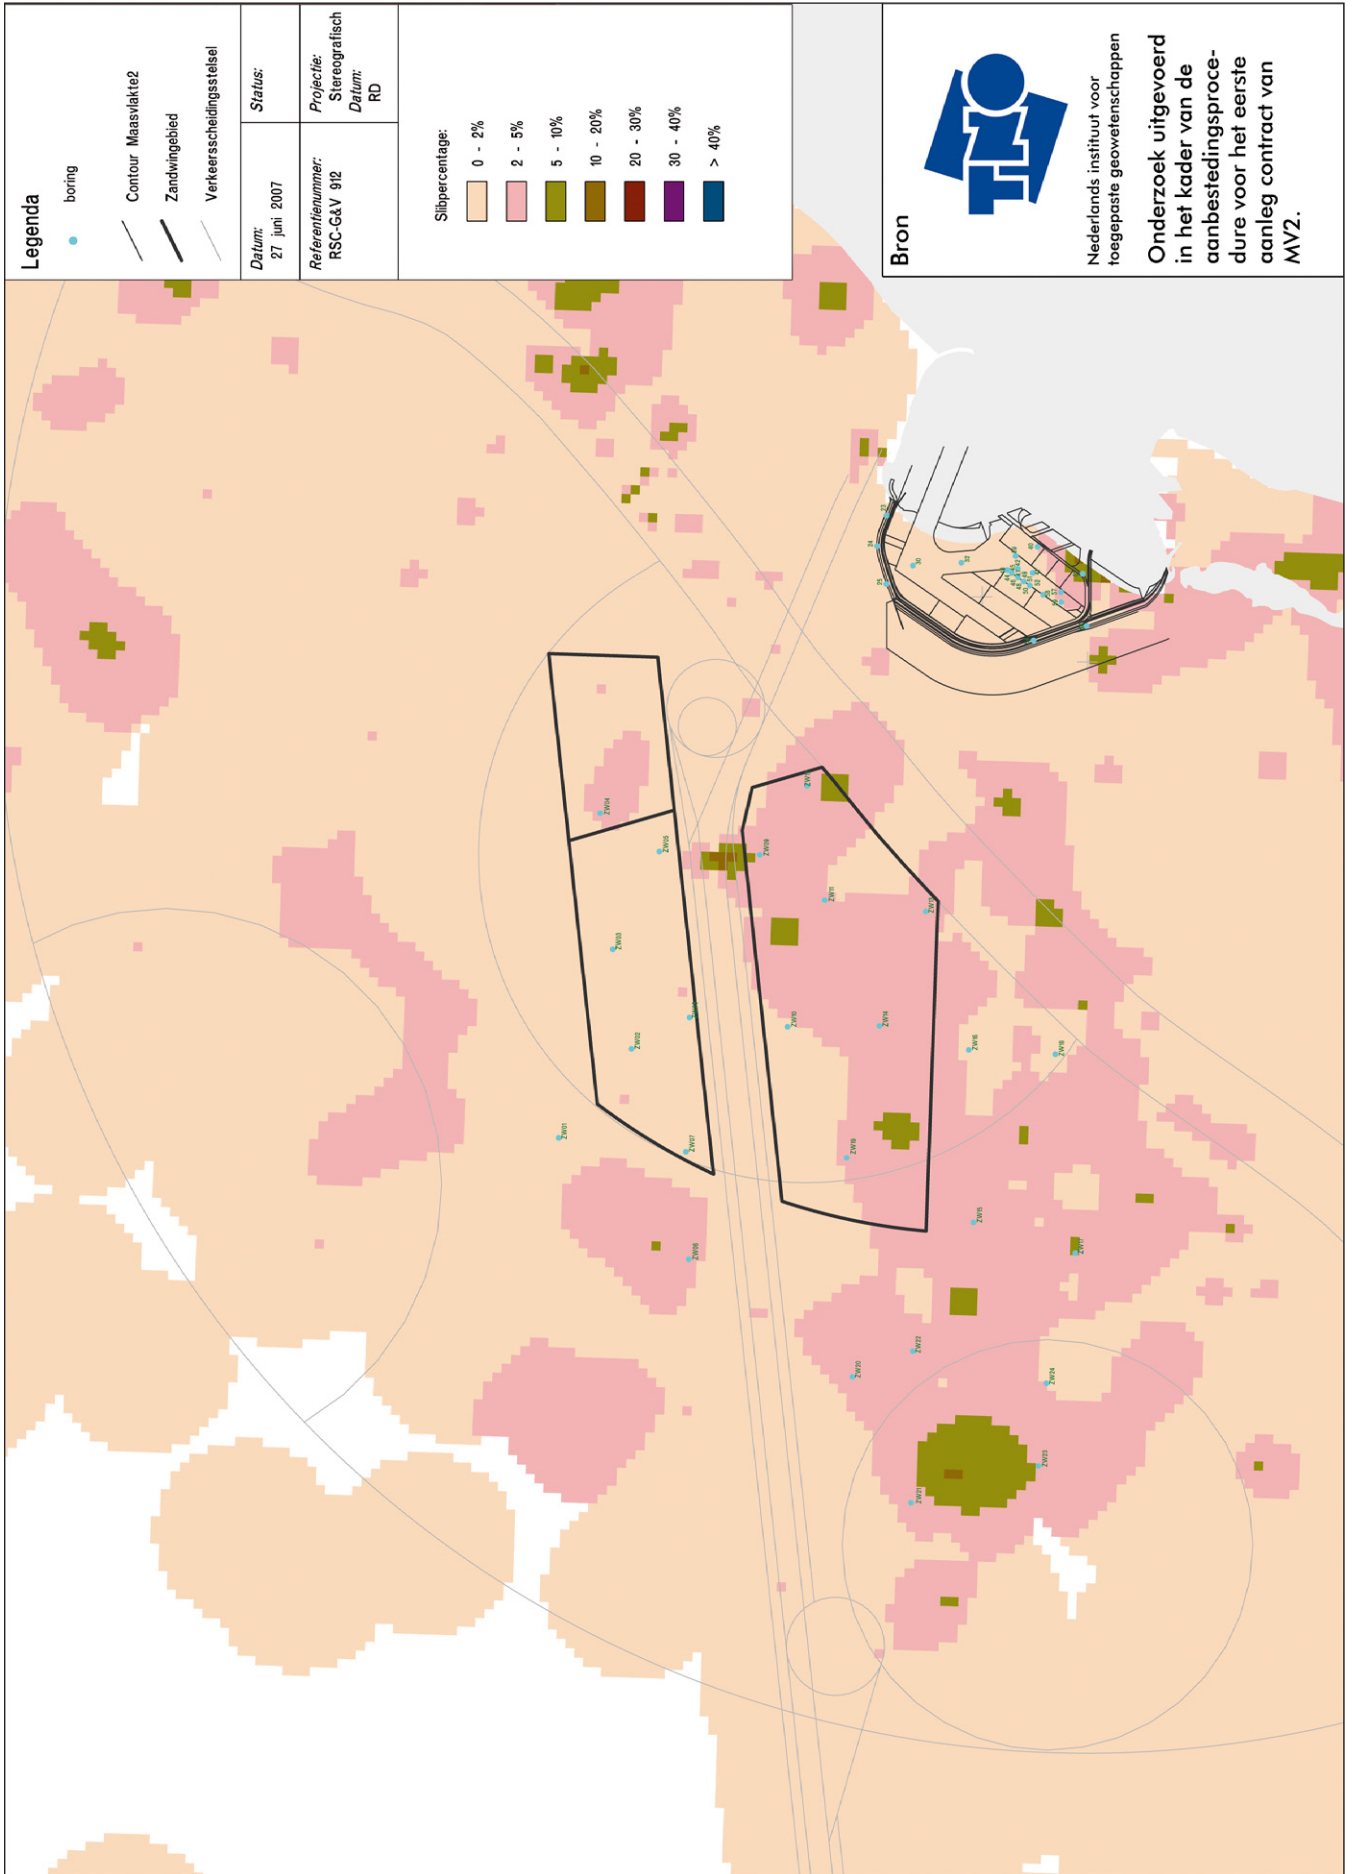 Legenda
boring
Contour Maasvlakte2
Zandwingebied
Verkeersscheidingsstelsel
Datum:
27 juni 2007
Status:
Referentienummer:
RSC-G&V 912
Projectie:
Stereografisch
Datum:
RD
Slibpercentage:
0 - 2%
2 - 5%
5 - 10%
10 - 20%
20 - 30%
30 - 40%
> 40%
Bron
TNO
Nederlands instituut voor
toegepaste geowetenschappen
Onderzoek uitgevoerd
in het kader van de
aanbestedingsproce-
dure voor het eerste
aanleg contract van
MV2.
ZW01
ZW02
ZW03
ZW04
ZW05
ZW07
ZW09
ZW10
ZW11
ZW14
ZW15
ZW17
ZW20
ZW21
ZW22
ZW23
ZW24